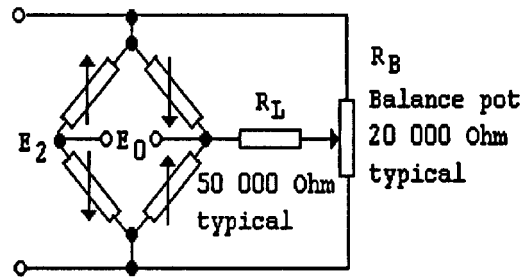 R_B
R_L
Balance pot
E_2
E_0
20 000 Ohm
50 000 Ohm
typical
typical